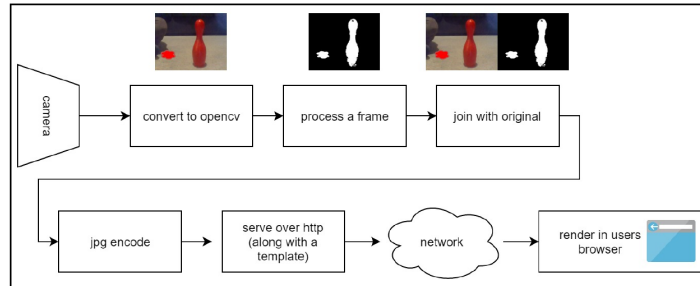 camera
convert to opencv
process a frame
join with original
jpg encode
serve over http
(along with a
template)
network
render in users
browser